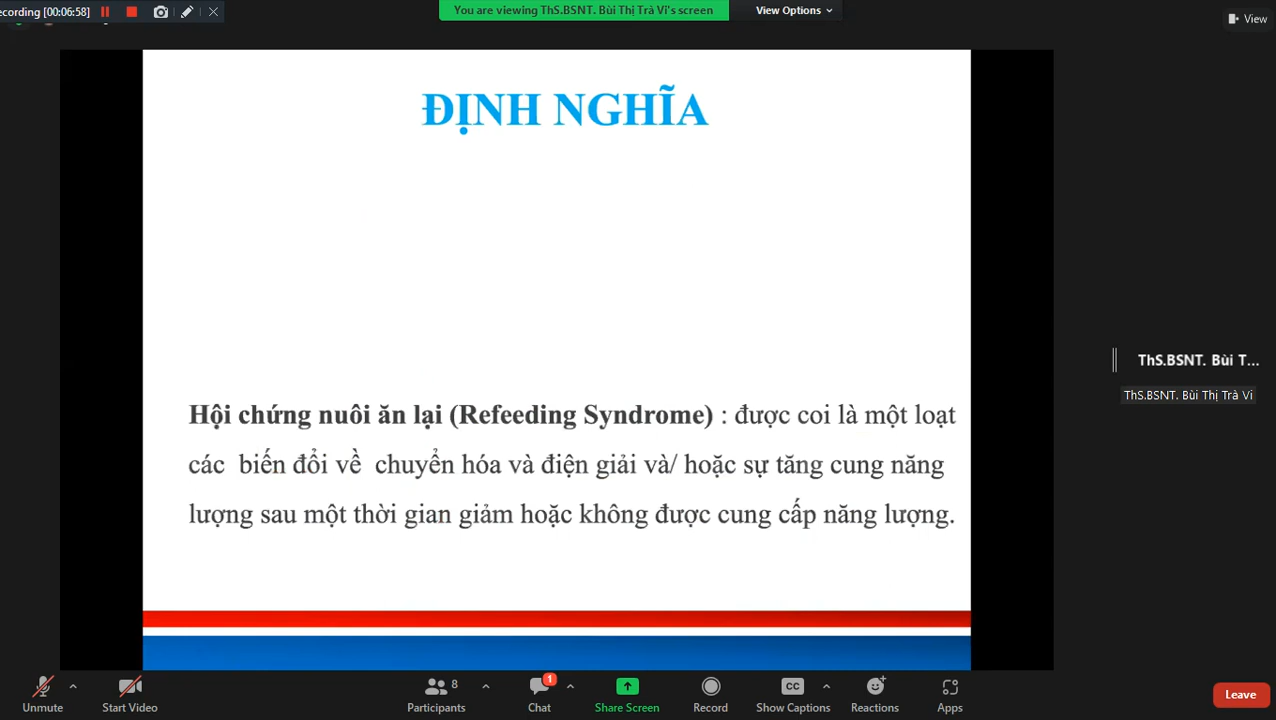 ecording [00:06:58]
You are viewing ThS.BSNT. Bùi Thị Trà Vi's screen
View Options
View
ĐỊNH NGHĨA
Hội chứng nuôi ăn lại (Refeeding Syndrome) : được coi là một loạt
các biến đổi về chuyển hóa và điện giải và/ hoặc sự tăng cung năng
lượng sau một thời gian giảm hoặc không được cung cấp năng lượng.
ThS.BSNT. Bùi T...
ThS.BSNT. Bùi Thị Trà Vi
Unmute
Start Video
8
Participants
1
Chat
Share Screen
Record
CC
Show Captions
Reactions
Apps
Leave